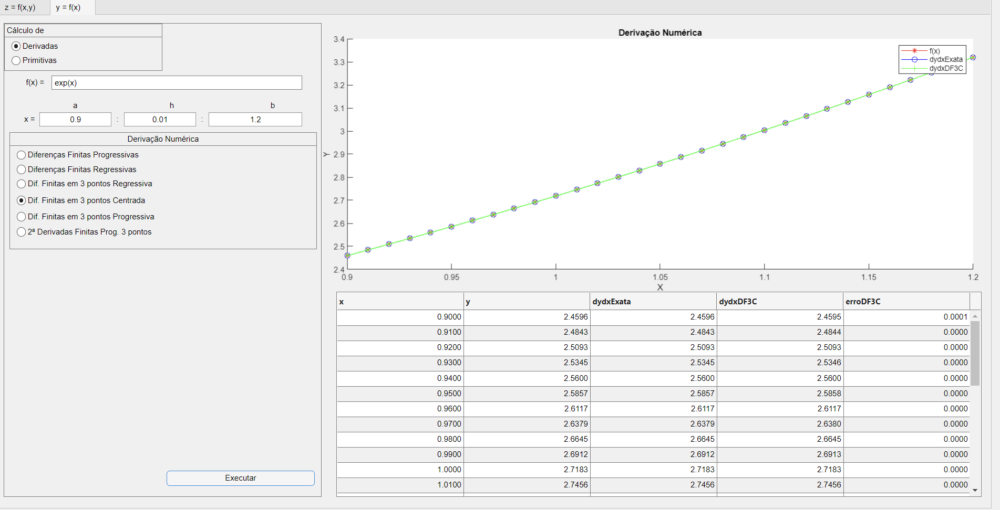 z = f(x,y) y = f(x)
Cálculo de
Derivadas
Primitivas
f(x) = exp(x)
a h b
x = 0.9 : 0.01 : 1.2
Derivação Numérica
Diferenças Finitas Progressivas
Diferenças Finitas Regressivas
Dif. Finitas em 3 pontos Regressiva
Dif. Finitas em 3 pontos Centrada
Dif. Finitas em 3 pontos Progressiva
2ª Derivadas Finitas Prog. 3 pontos
Executar
Derivação Numérica
f(x)
dydxExata
dydxDF3C
3.4
3.3
3.2
3.1
3
2.9
2.8
2.7
2.6
2.5
2.4
Y
0.9 0.95 1 1.05 1.1 1.15 1.2
X
x y dydxExata dydxDF3C erroDF3C
0.9000 2.4596 2.4596 2.4595 0.0001
0.9100 2.4843 2.4843 2.4844 0.0000
0.9200 2.5093 2.5093 2.5093 0.0000
0.9300 2.5345 2.5345 2.5346 0.0000
0.9400 2.5600 2.5600 2.5600 0.0000
0.9500 2.5857 2.5857 2.5858 0.0000
0.9600 2.6117 2.6117 2.6117 0.0000
0.9700 2.6379 2.6379 2.6380 0.0000
0.9800 2.6645 2.6645 2.6645 0.0000
0.9900 2.6912 2.6912 2.6913 0.0000
1.0000 2.7183 2.7183 2.7183 0.0000
1.0100 2.7456 2.7456 2.7456 0.0000